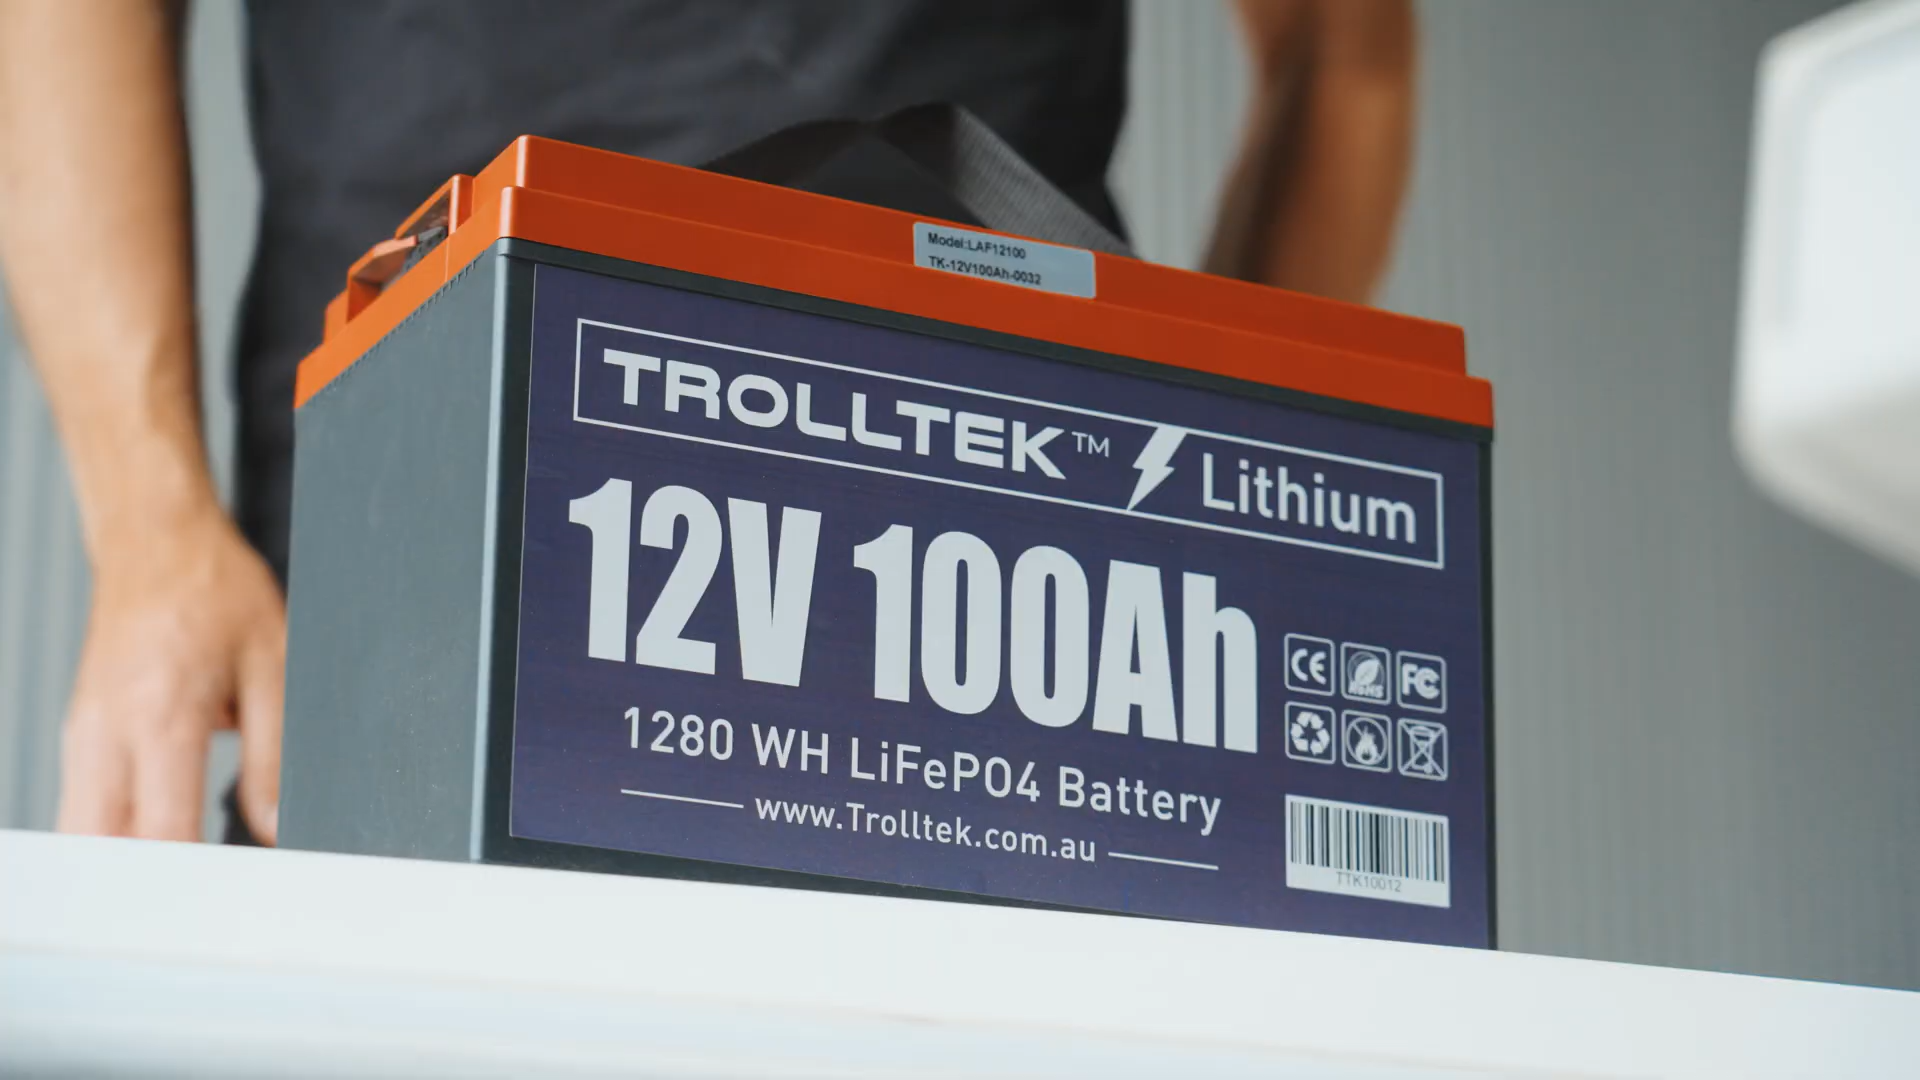 Model:LAF12100
TK-12V100Ah-0032
TROLLTEK™ Lithium
12V 100Ah
1280 WH LiFePO4 Battery
www.Trolltek.com.au
CE RoHS FC
TTK10012